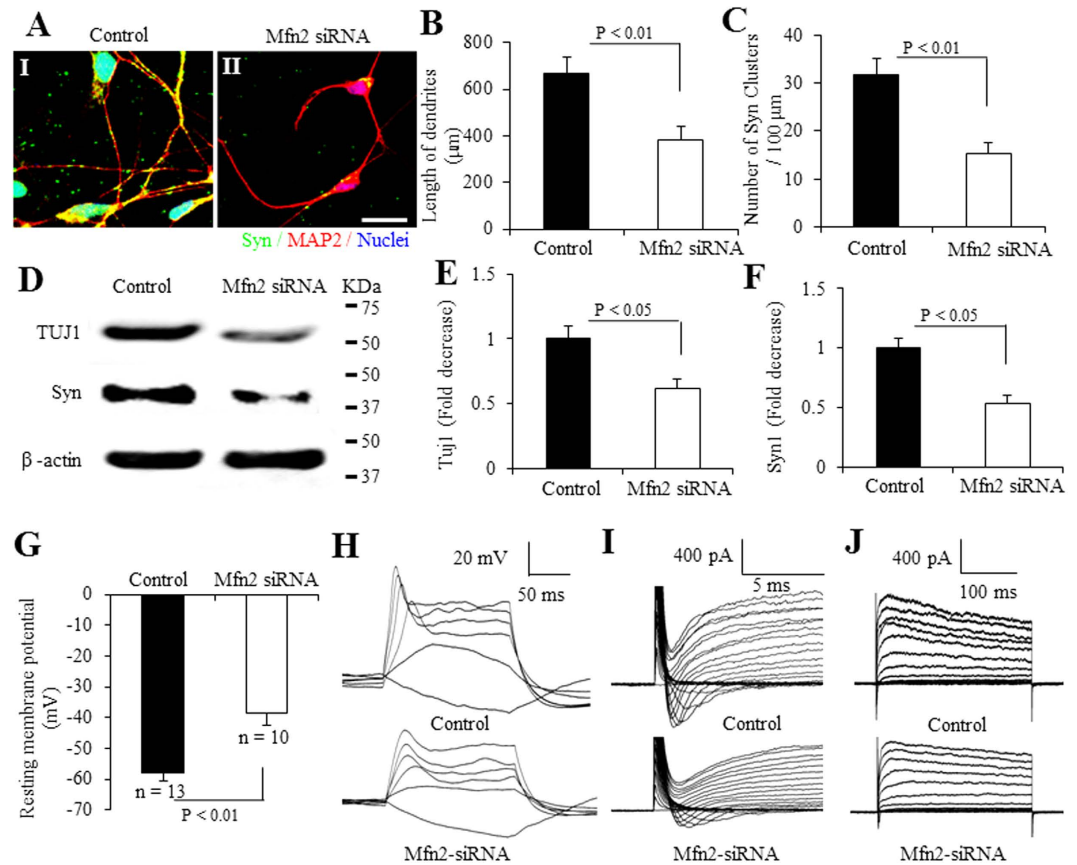 A
Control
Mfn2 siRNA
I
II
Syn / MAP2 / Nuclei
B
Length of dendrites
(μm)
800
600
400
200
0
P < 0.01
Control
Mfn2 siRNA
C
Number of Syn Clusters
/ 100 μm
40
30
20
10
0
P < 0.01
Control
Mfn2 siRNA
D
Control
Mfn2 siRNA
KDa
TUJ1
75
50
Syn
50
37
β -actin
50
37
E
Tuj1 (Fold decrease)
1.5
1
0.5
0
P < 0.05
Control
Mfn2 siRNA
F
Syn1 (Fold decrease)
1.5
1
0.5
0
P < 0.05
Control
Mfn2 siRNA
G
Control
Mfn2 siRNA
Resting membrane potential
(mV)
0
-10
-20
-30
-40
-50
-60
-70
n = 13
n = 10
P < 0.01
H
20 mV
50 ms
Control
Mfn2-siRNA
I
400 pA
5 ms
Control
Mfn2-siRNA
J
400 pA
100 ms
Control
Mfn2-siRNA